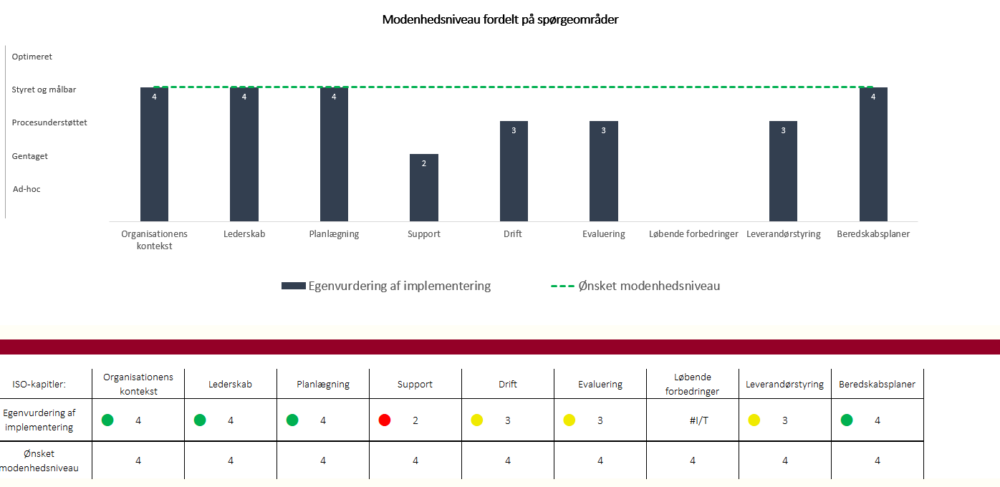 Modenhedsniveau fordelt på spørgeområder
Optimeret
Styret og målbar
Procesunderstøttet
Gentaget
Ad-hoc
4 4 4 2 3 3 3 4
Organisationens kontekst Lederskab Planlægning Support Drift Evaluering Løbende forbedringer Leverandørstyring Beredskabsplaner
Egenvurdering af implementering Ønsket modenhedsniveau
ISO-kapitler: Organisationens kontekst Lederskab Planlægning Support Drift Evaluering Løbende forbedringer Leverandørstyring Beredskabsplaner
Egenvurdering af implementering 4 4 4 2 3 3 #I/T 3 4
Ønsket modenhedsniveau 4 4 4 4 4 4 4 4 4